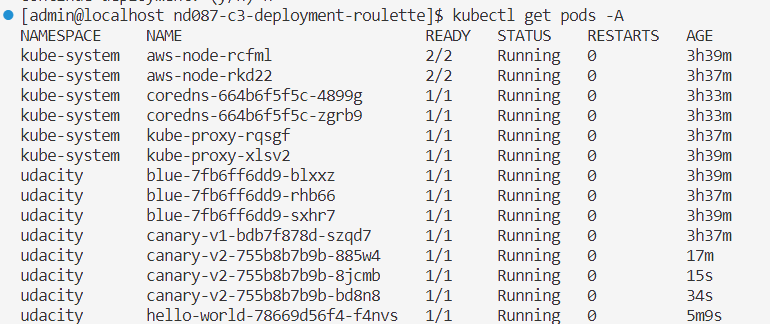 continue deployment? (y/n) n
[admin@localhost nd087-c3-deployment-roulette]$ kubectl get pods -A
NAMESPACE NAME READY STATUS RESTARTS AGE
kube-system aws-node-rcfml 2/2 Running 0 3h39m
kube-system aws-node-rkd22 2/2 Running 0 3h37m
kube-system coredns-664b6f5f5c-4899g 1/1 Running 0 3h33m
kube-system coredns-664b6f5f5c-zgrb9 1/1 Running 0 3h33m
kube-system kube-proxy-rqsgf 1/1 Running 0 3h37m
kube-system kube-proxy-xlsv2 1/1 Running 0 3h39m
udacity blue-7fb6ff6dd9-blxxz 1/1 Running 0 3h39m
udacity blue-7fb6ff6dd9-rhb66 1/1 Running 0 3h37m
udacity blue-7fb6ff6dd9-sxhr7 1/1 Running 0 3h39m
udacity canary-v1-bdb7f878d-szqd7 1/1 Running 0 3h37m
udacity canary-v2-755b8b7b9b-885w4 1/1 Running 0 17m
udacity canary-v2-755b8b7b9b-8jcmb 1/1 Running 0 15s
udacity canary-v2-755b8b7b9b-bd8n8 1/1 Running 0 34s
udacity hello-world-78669d56f4-f4nvs 1/1 Running 0 5m9s